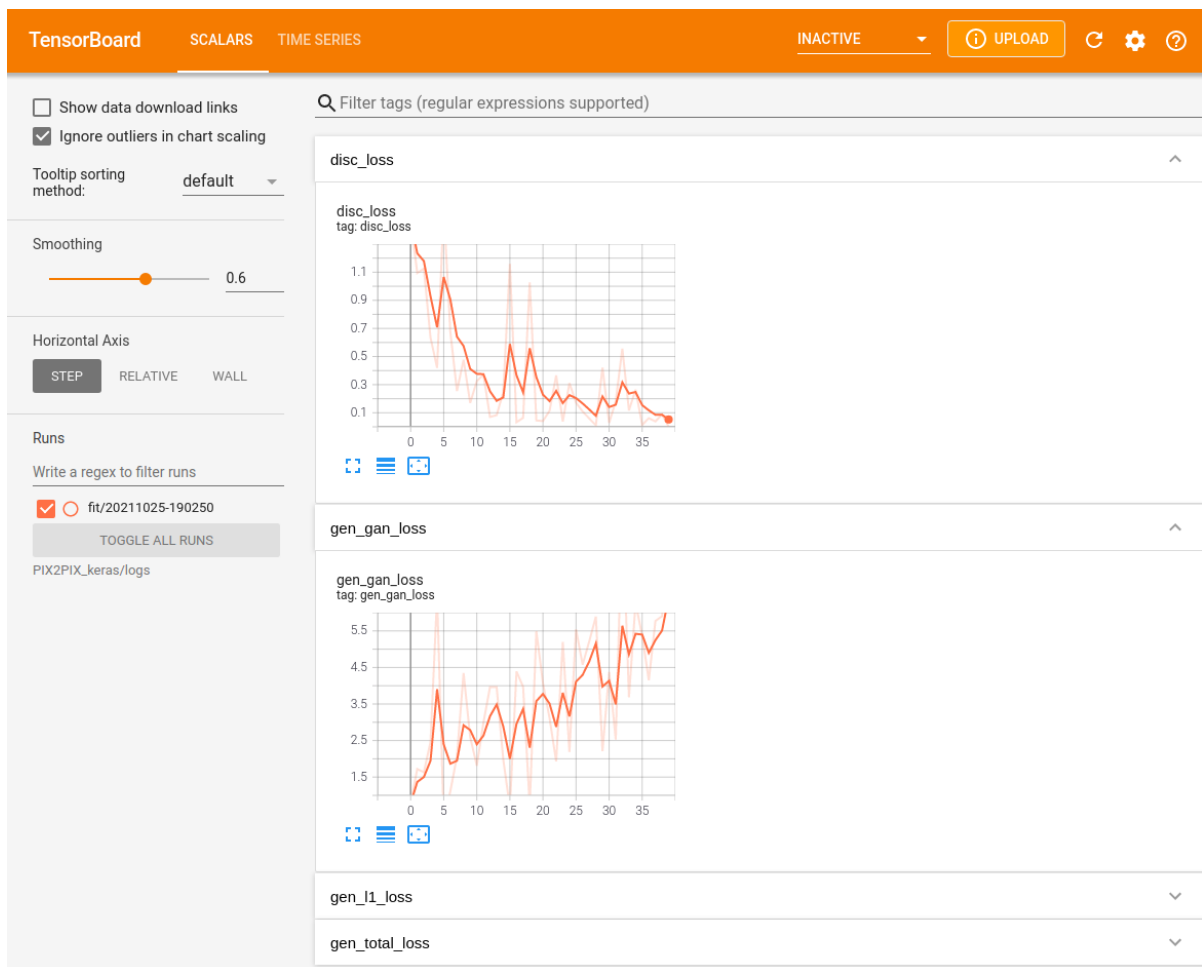 TensorBoard SCALARS TIME SERIES INACTIVE UPLOAD
Show data download links
Ignore outliers in chart scaling
Tooltip sorting
method:
default
Smoothing
0.6
Horizontal Axis
STEP RELATIVE WALL
Runs
Write a regex to filter runs
fit/20211025-190250
TOGGLE ALL RUNS
PIX2PIX_keras/logs
Filter tags (regular expressions supported)
disc_loss
disc_loss
tag: disc_loss
1.1
0.9
0.7
0.5
0.3
0.1
0 5 10 15 20 25 30 35
gen_gan_loss
gen_gan_loss
tag: gen_gan_loss
5.5
4.5
3.5
2.5
1.5
0 5 10 15 20 25 30 35
gen_l1_loss
gen_total_loss